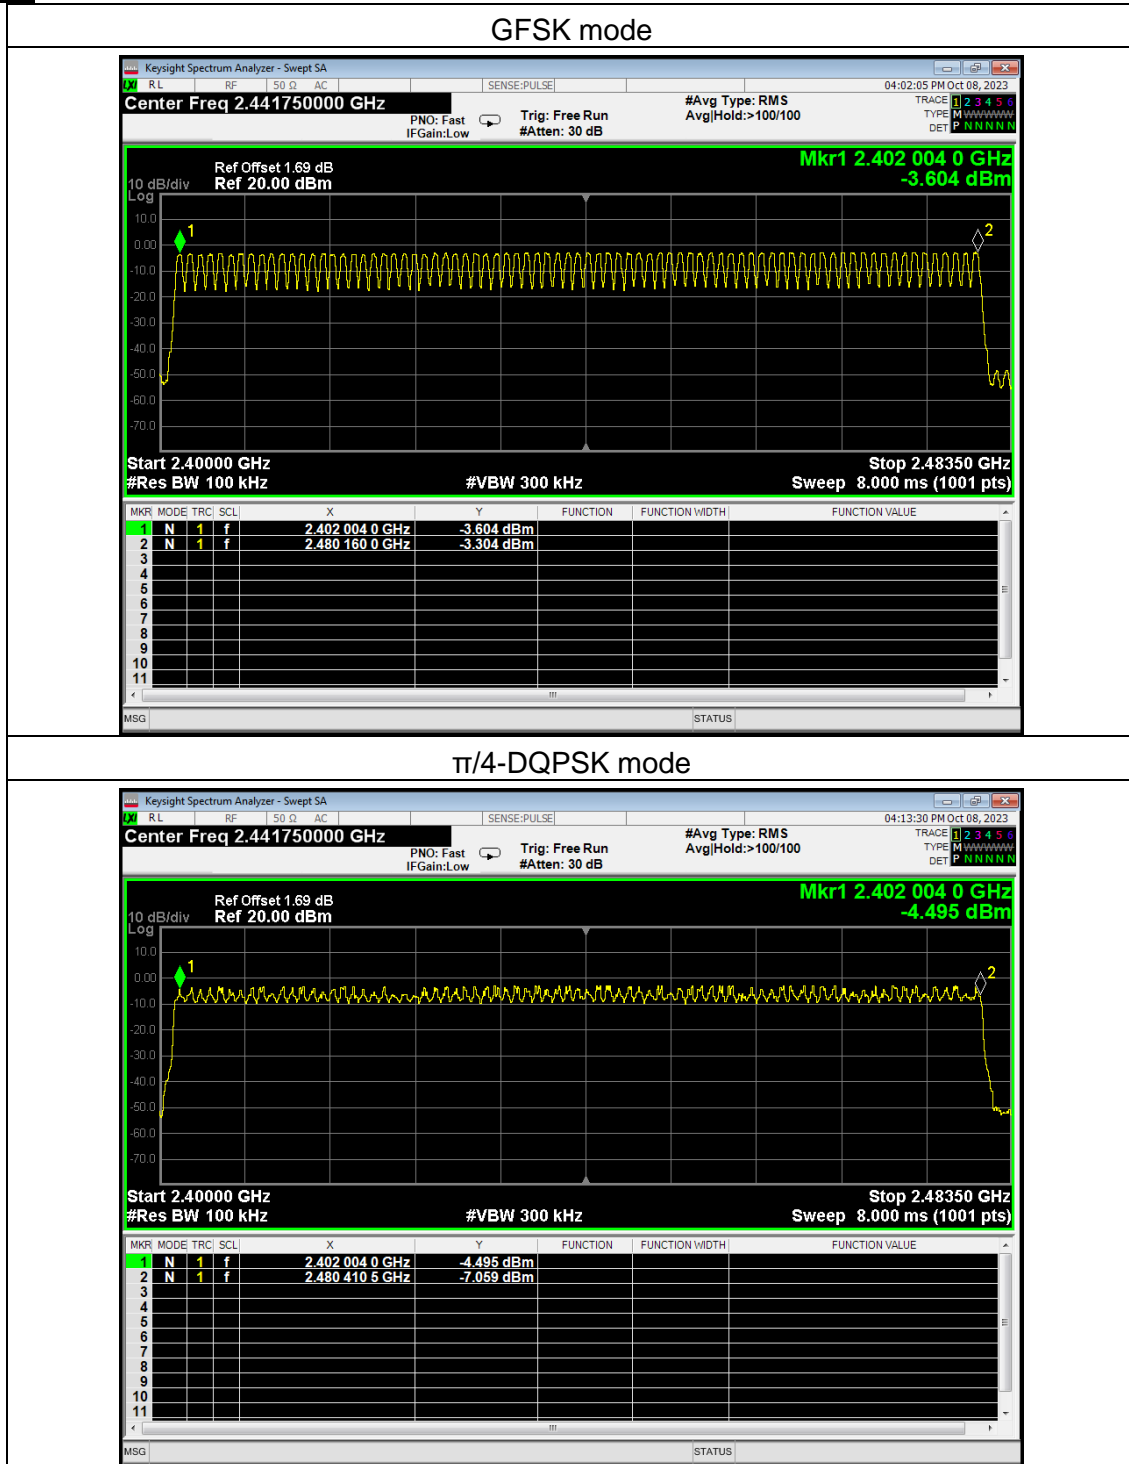 GFSK mode
Keysight Spectrum Analyzer - Swept SA
LXI RL RF 50 Ω AC SENSE:PULSE 04:02:05 PM Oct 08, 2023
Center Freq 2.441750000 GHz #Avg Type: RMS TRACE 1 2 3 4 5 6
PNO: Fast Trig: Free Run Avg|Hold:>100/100 TYPE M WWWWW
IFGain:Low #Atten: 30 dB DET P N N N N N
Mkr1 2.402 004 0 GHz
Ref Offset 1.69 dB
10 dB/div Ref 20.00 dBm -3.604 dBm
Log
10.0
1 2
0.00
-10.0
-20.0
-30.0
-40.0
-50.0
-60.0
-70.0
Start 2.40000 GHz Stop 2.48350 GHz
#Res BW 100 kHz #VBW 300 kHz Sweep 8.000 ms (1001 pts)
MKR MODE TRC SCL X Y FUNCTION FUNCTION WIDTH FUNCTION VALUE
1 N 1 f 2.402 004 0 GHz -3.604 dBm
2 N 1 f 2.480 160 0 GHz -3.304 dBm
3
4
5
6
7
8
9
10
11
MSG STATUS
π/4-DQPSK mode
Keysight Spectrum Analyzer - Swept SA
LXI RL RF 50 Ω AC SENSE:PULSE 04:13:30 PM Oct 08, 2023
Center Freq 2.441750000 GHz #Avg Type: RMS TRACE 1 2 3 4 5 6
PNO: Fast Trig: Free Run Avg|Hold:>100/100 TYPE M WWWWW
IFGain:Low #Atten: 30 dB DET P N N N N N
Mkr1 2.402 004 0 GHz
Ref Offset 1.69 dB
10 dB/div Ref 20.00 dBm -4.495 dBm
Log
10.0
1 2
0.00
-10.0
-20.0
-30.0
-40.0
-50.0
-60.0
-70.0
Start 2.40000 GHz Stop 2.48350 GHz
#Res BW 100 kHz #VBW 300 kHz Sweep 8.000 ms (1001 pts)
MKR MODE TRC SCL X Y FUNCTION FUNCTION WIDTH FUNCTION VALUE
1 N 1 f 2.402 004 0 GHz -4.495 dBm
2 N 1 f 2.480 410 5 GHz -7.059 dBm
3
4
5
6
7
8
9
10
11
MSG STATUS